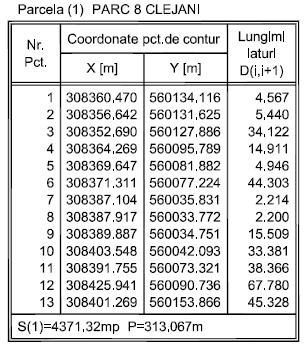 Parcela (1) PARC 8 CLEJANI
Nr. Pct. Coordonate pct.de contur Lungimi laturi D(i,i+1)
X [m] Y [m]
1 308360,470 560134,116 4,567
2 308356,642 560131,625 5,440
3 308352,690 560127,886 34,122
4 308364,269 560095,789 14,911
5 308369,647 560081,882 4,946
6 308371,311 560077,224 44,303
7 308387,104 560035,831 2,214
8 308387,917 560033,772 2,200
9 308389,887 560034,751 15,509
10 308403,548 560042,093 33,381
11 308391,755 560073,321 38,366
12 308425,941 560090,736 67,780
13 308401,269 560153,866 45,328
S(1)=4371,32mp P=313,067m